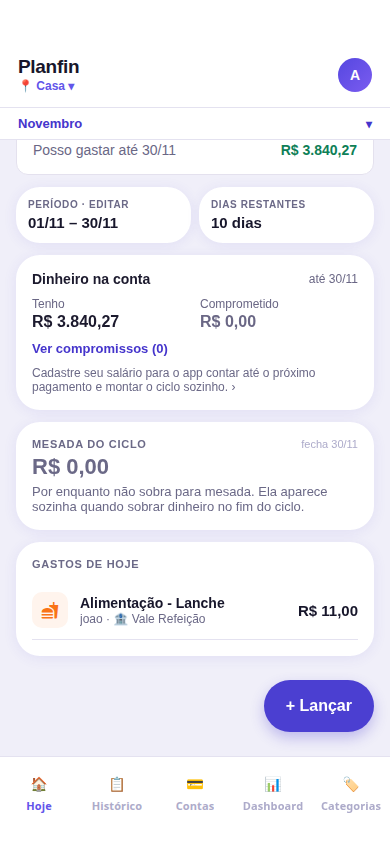 Planfin
📍 Casa ▾
A
Novembro ▾
Posso gastar até 30/11 R$ 3.840,27
PERÍODO · EDITAR
01/11 – 30/11
DIAS RESTANTES
10 dias
Dinheiro na conta até 30/11
Tenho Comprometido
R$ 3.840,27 R$ 0,00
Ver compromissos (0)
Cadastre seu salário para o app contar até o próximo
pagamento e montar o ciclo sozinho. ›
MESADA DO CICLO fecha 30/11
R$ 0,00
Por enquanto não sobra para mesada. Ela aparece
sozinha quando sobrar dinheiro no fim do ciclo.
GASTOS DE HOJE
Alimentação - Lanche R$ 11,00
joao · 🏦 Vale Refeição
+ Lançar
Hoje Histórico Contas Dashboard Categorias